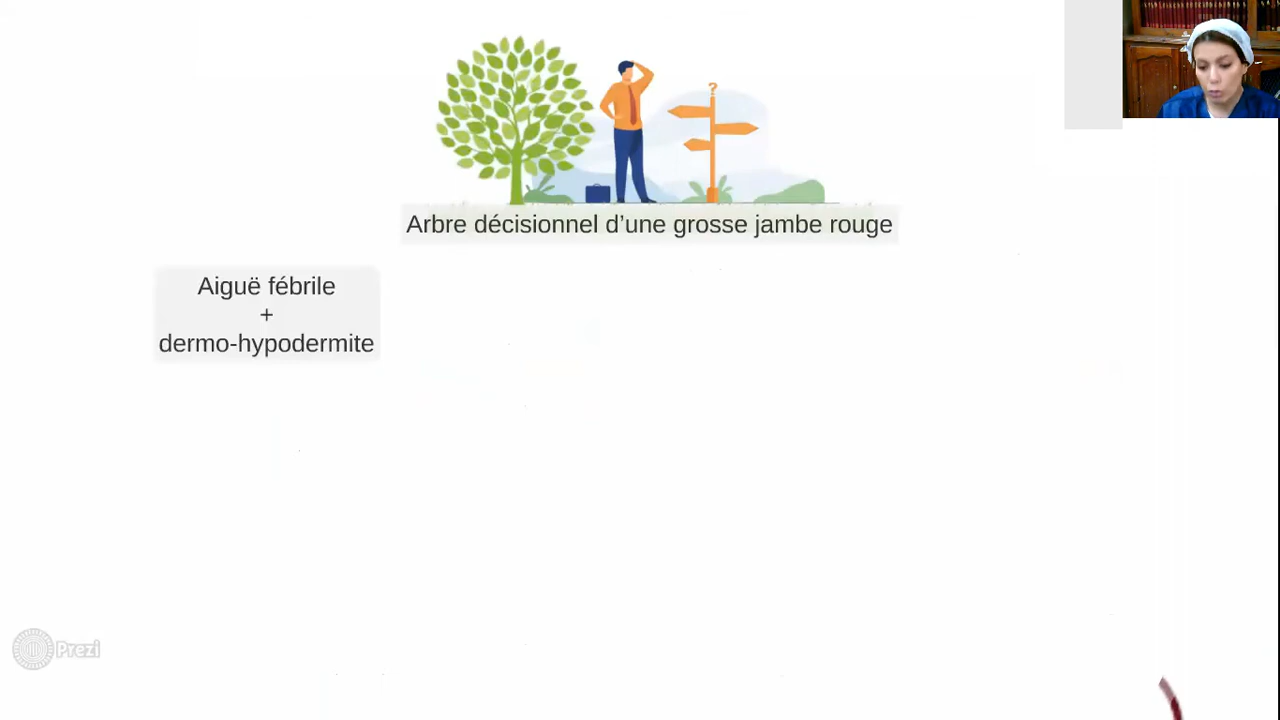 ?
Arbre décisionnel d’une grosse jambe rouge
Aiguë fébrile
+
dermo-hypodermite
Prezi